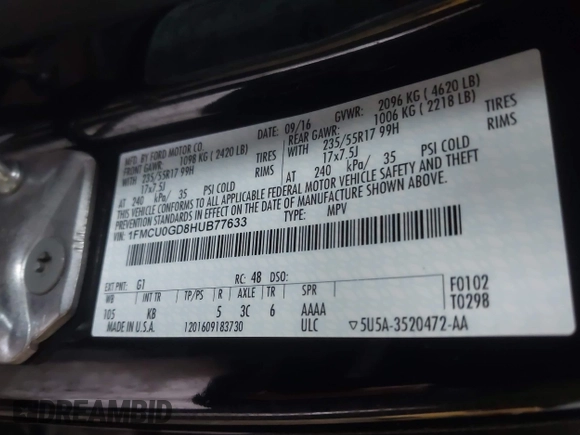 MFD. BY FORD MOTOR CO. DATE: 09/16 GVWR: 2096 KG ( 4620 LB)
FRONT GAWR: 1098 KG ( 2420 LB) REAR GAWR: 1006 KG ( 2218 LB)
WITH 235/55R17 99H TIRES WITH 235/55R17 99H TIRES
17x7.5J RIMS 17x7.5J RIMS
AT 240 kPa/ 35 PSI COLD AT 240 kPa/ 35 PSI COLD
THIS VEHICLE CONFORMS TO ALL APPLICABLE FEDERAL MOTOR VEHICLE SAFETY AND THEFT
PREVENTION STANDARDS IN EFFECT ON THE DATE OF MANUFACTURE SHOWN ABOVE.
VIN: 1FMCU0GD8HUB77633 TYPE: MPV
EXT PNT: G1 RC: 48 DSO: F0102
WB INT TR TP/PS R AXLE TR SPR T0298
105 KB 5 3C 6 AAAA
MADE IN U.S.A. 1201609183730 ULC ▽5U5A-3520472-AA
DREAMBID